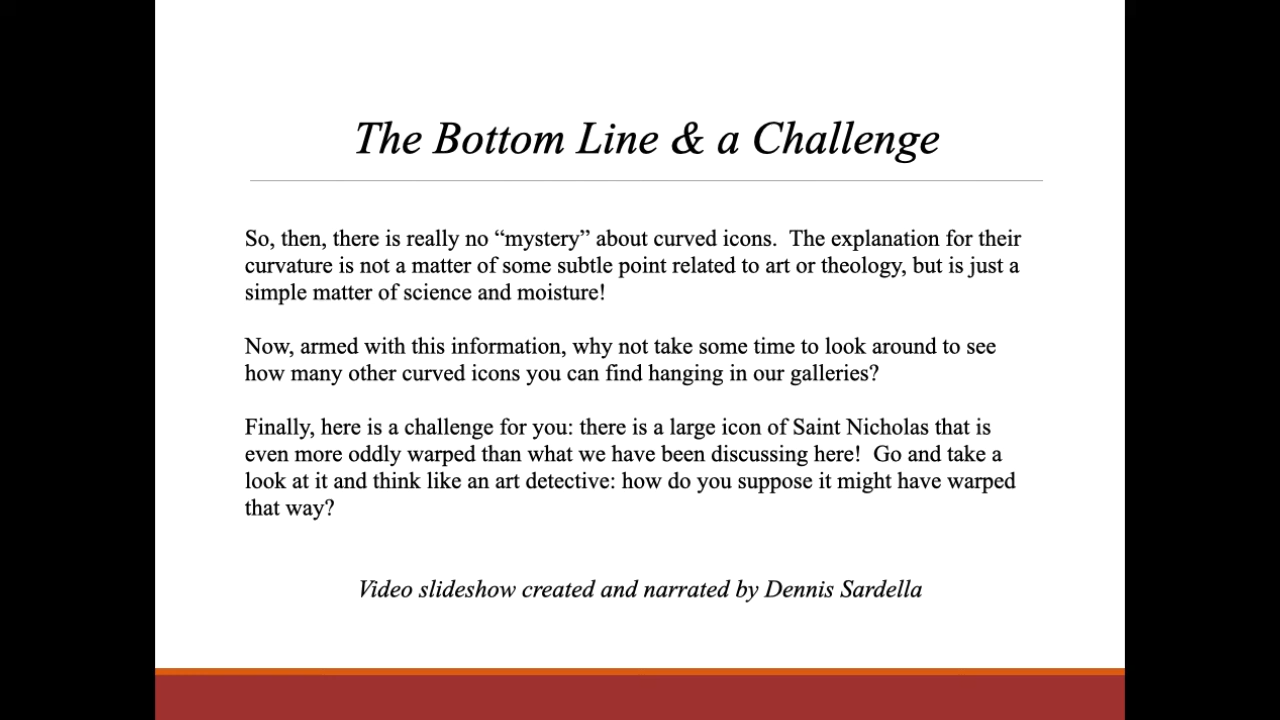 The Bottom Line & a Challenge
So, then, there is really no “mystery” about curved icons.  The explanation for their
curvature is not a matter of some subtle point related to art or theology, but is just a
simple matter of science and moisture!
Now, armed with this information, why not take some time to look around to see
how many other curved icons you can find hanging in our galleries?
Finally, here is a challenge for you: there is a large icon of Saint Nicholas that is
even more oddly warped than what we have been discussing here!  Go and take a
look at it and think like an art detective: how do you suppose it might have warped
that way?
Video slideshow created and narrated by Dennis Sardella